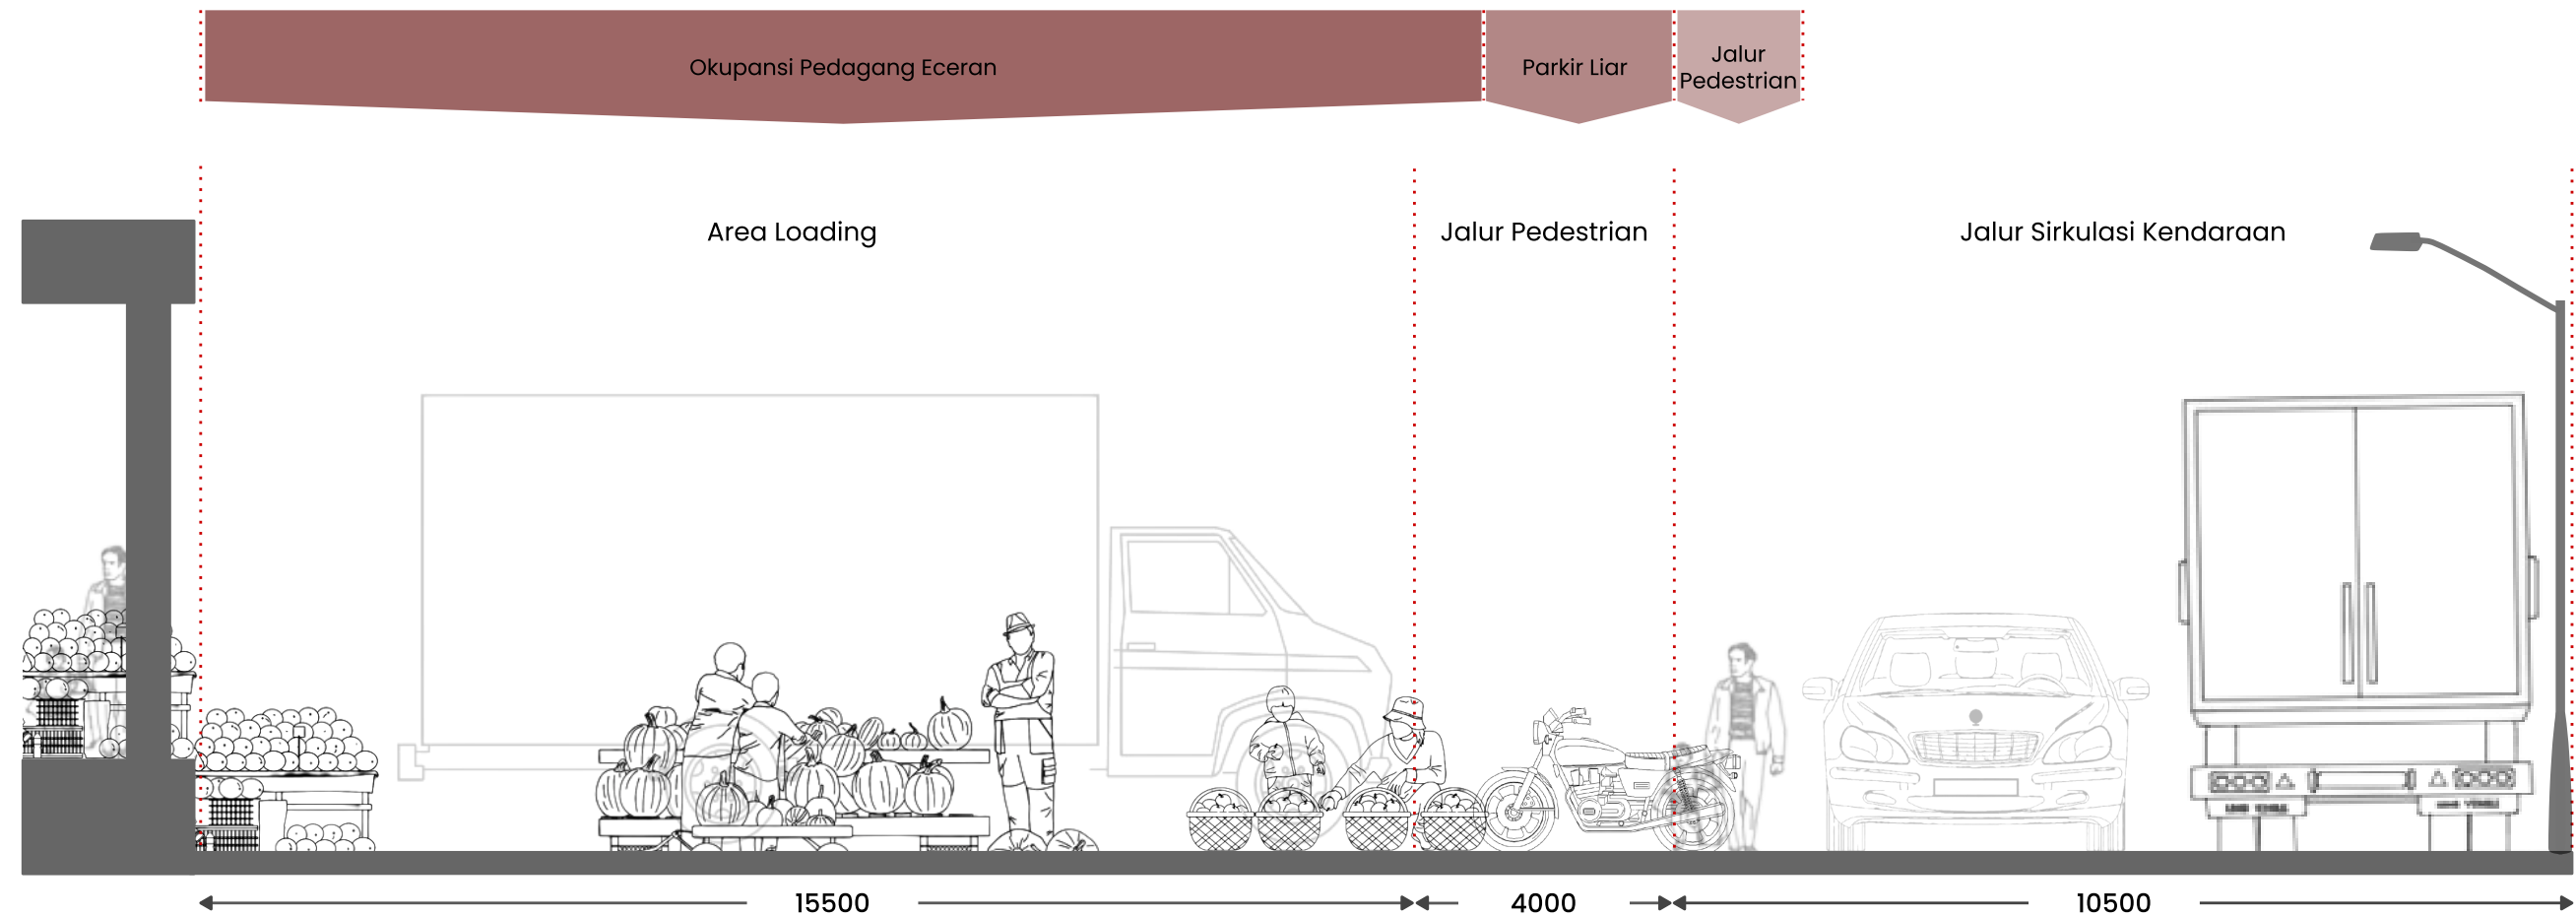 Okupansi Pedagang Eceran
Parkir Liar
Jalur
Pedestrian
Area Loading
Jalur Pedestrian
Jalur Sirkulasi Kendaraan
15500
4000
10500